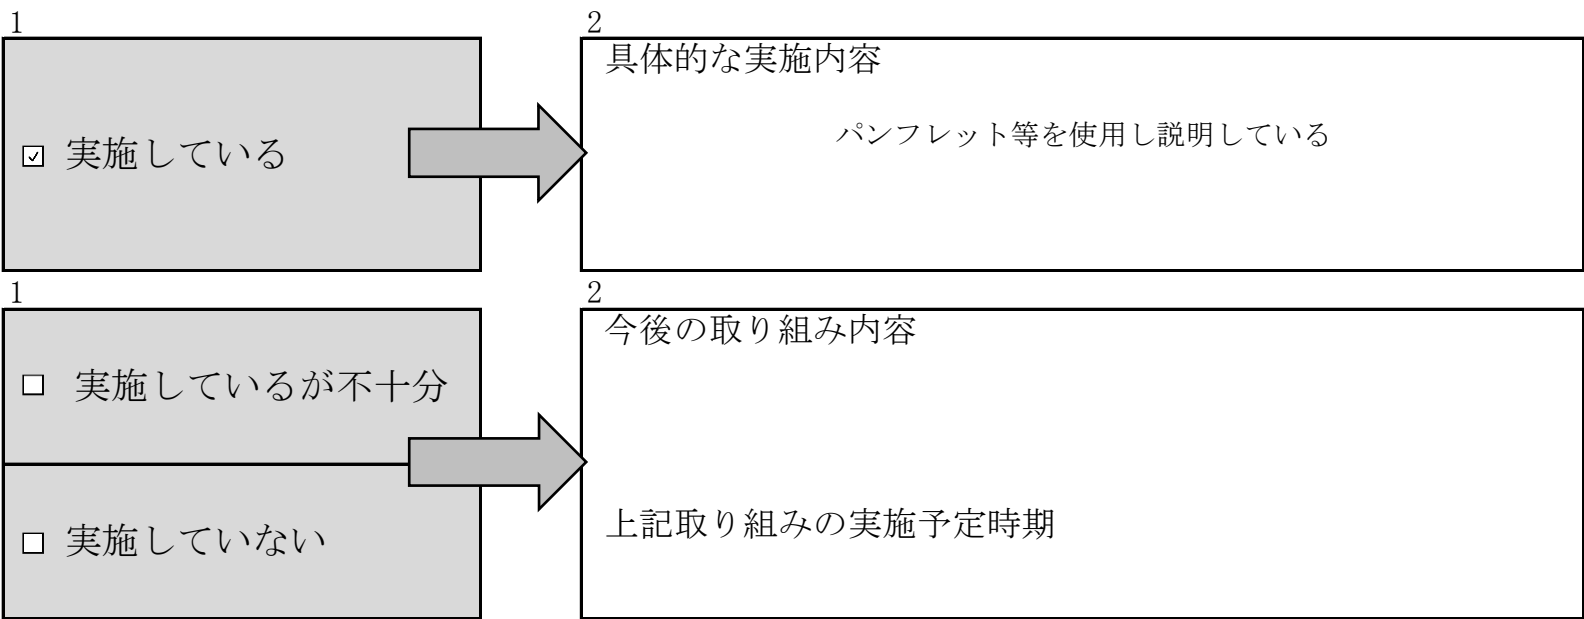 1
2
☑ 実施している
具体的な実施内容
パンフレット等を使用し説明している
1
2
□ 実施しているが不十分
□ 実施していない
今後の取り組み内容
上記取り組みの実施予定時期